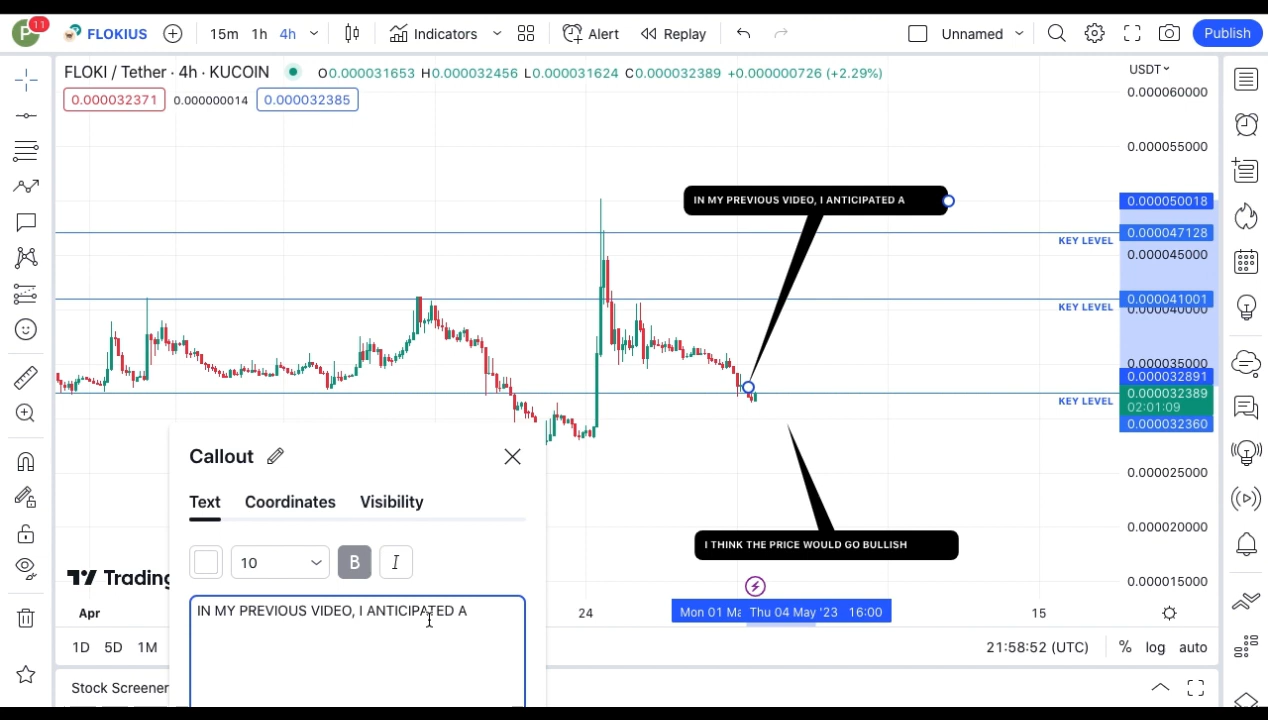 P 11 FLOKIUS 15m 1h 4h Indicators Alert Replay Unnamed Publish
FLOKI / Tether · 4h · KUCOIN O0.000031653 H0.000032456 L0.000031624 C0.000032389 +0.000000726 (+2.29%) USDT
0.000032371 0.000000014 0.000032385
0.000060000
0.000055000
IN MY PREVIOUS VIDEO, I ANTICIPATED A
0.000050018
0.000047128
KEY LEVEL
0.000045000
0.000041001
KEY LEVEL
0.000040000
0.000035000
0.000032891
0.000032389
02:01:09
KEY LEVEL
0.000032360
Callout
0.000025000
Text Coordinates Visibility
0.000020000
I THINK THE PRICE WOULD GO BULLISH
10 B I
Trading
0.000015000
IN MY PREVIOUS VIDEO, I ANTICIPATED A
Apr 24 Mon 01 Ma Thu 04 May '23 16:00 15
1D 5D 1M 21:58:52 (UTC) % log auto
Stock Screener